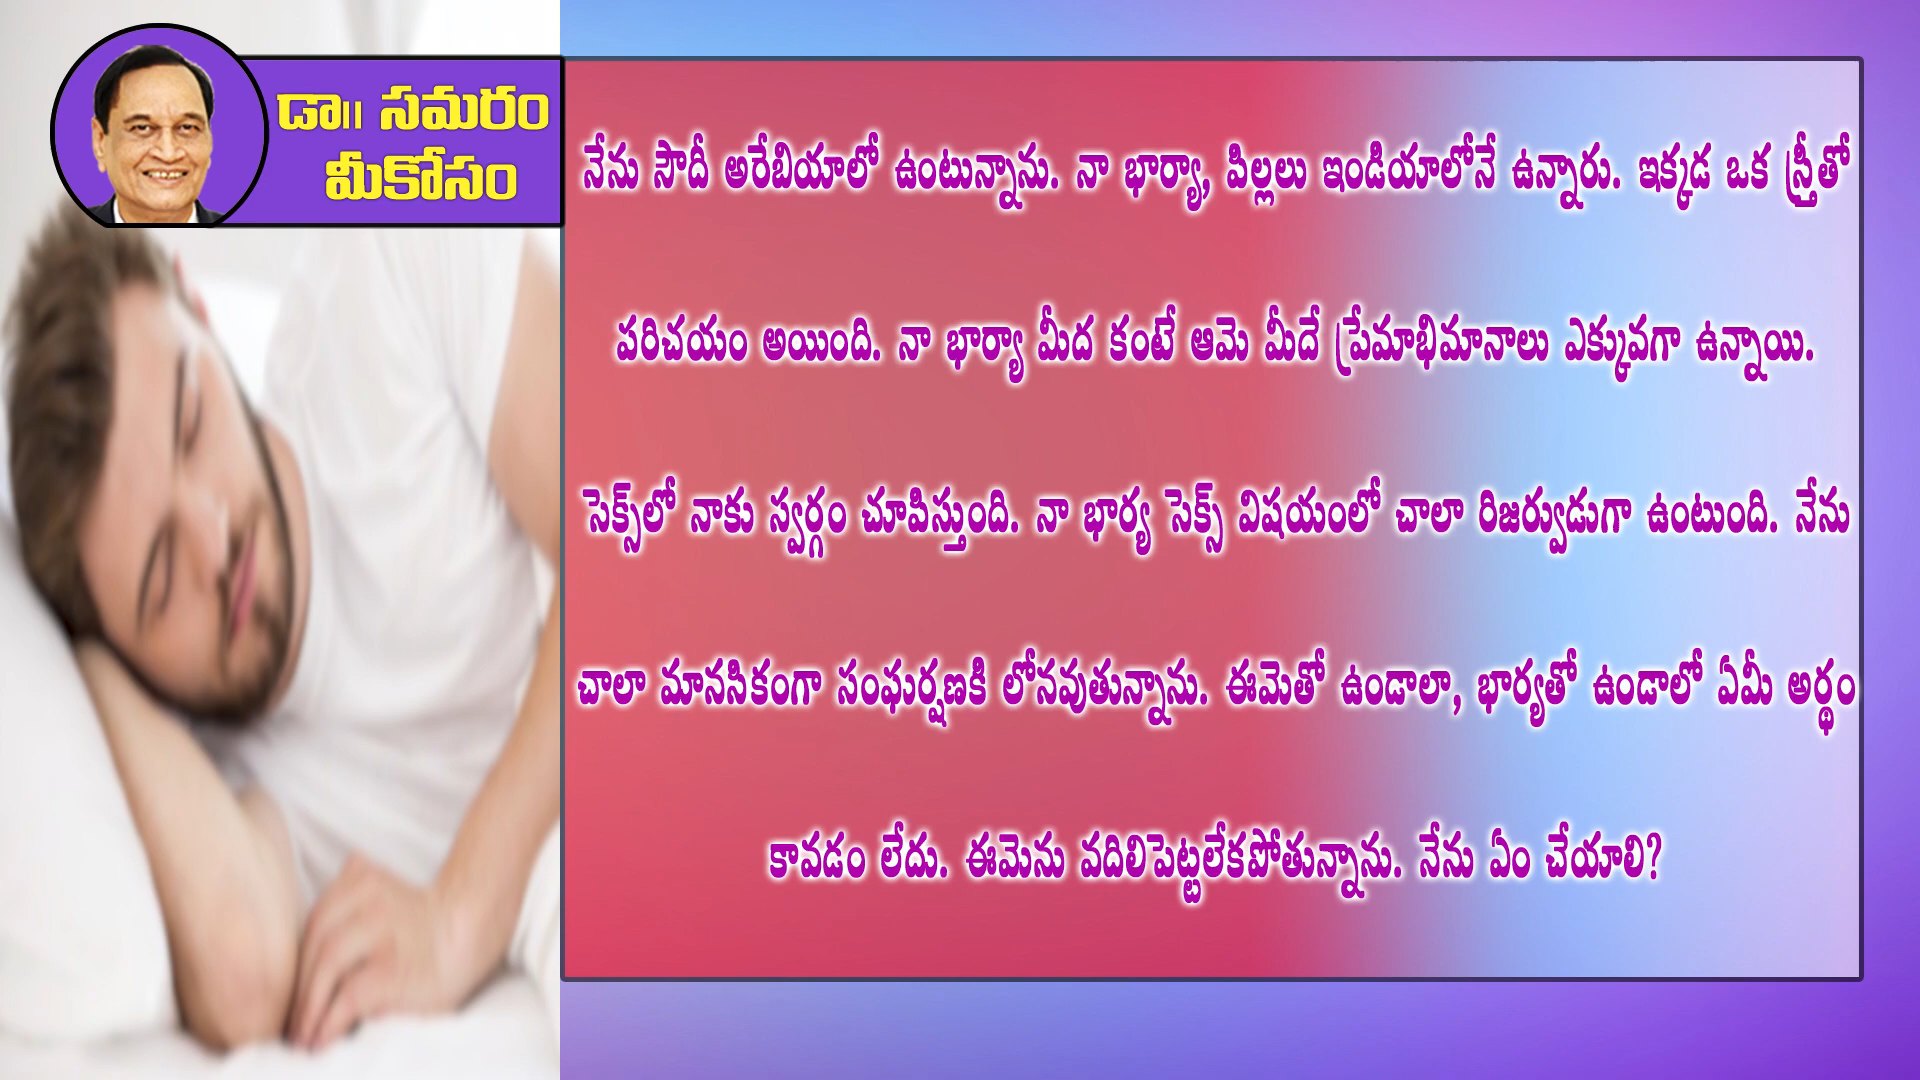 డా॥ సమరం
మీకోసం
నేను సౌదీ అరేబియాలో ఉంటున్నాను. నా భార్యా, పిల్లలు ఇండియాలోనే ఉన్నారు. ఇక్కడ ఒక స్త్రీతో
పరిచయం అయింది. నా భార్యా మీద కంటే ఆమె మీదే ప్రేమాభిమానాలు ఎక్కువగా ఉన్నాయి.
సెక్స్‌లో నాకు స్వర్గం చూపిస్తుంది. నా భార్య సెక్స్ విషయంలో చాలా రిజర్వుడుగా ఉంటుంది. నేను
చాలా మానసికంగా సంఘర్షణకి లోనవుతున్నాను. ఈమెతో ఉండాలా, భార్యతో ఉండాలో ఏమీ అర్థం
కావడం లేదు. ఈమెను వదిలిపెట్టలేకపోతున్నాను. నేను ఏం చేయాలి?